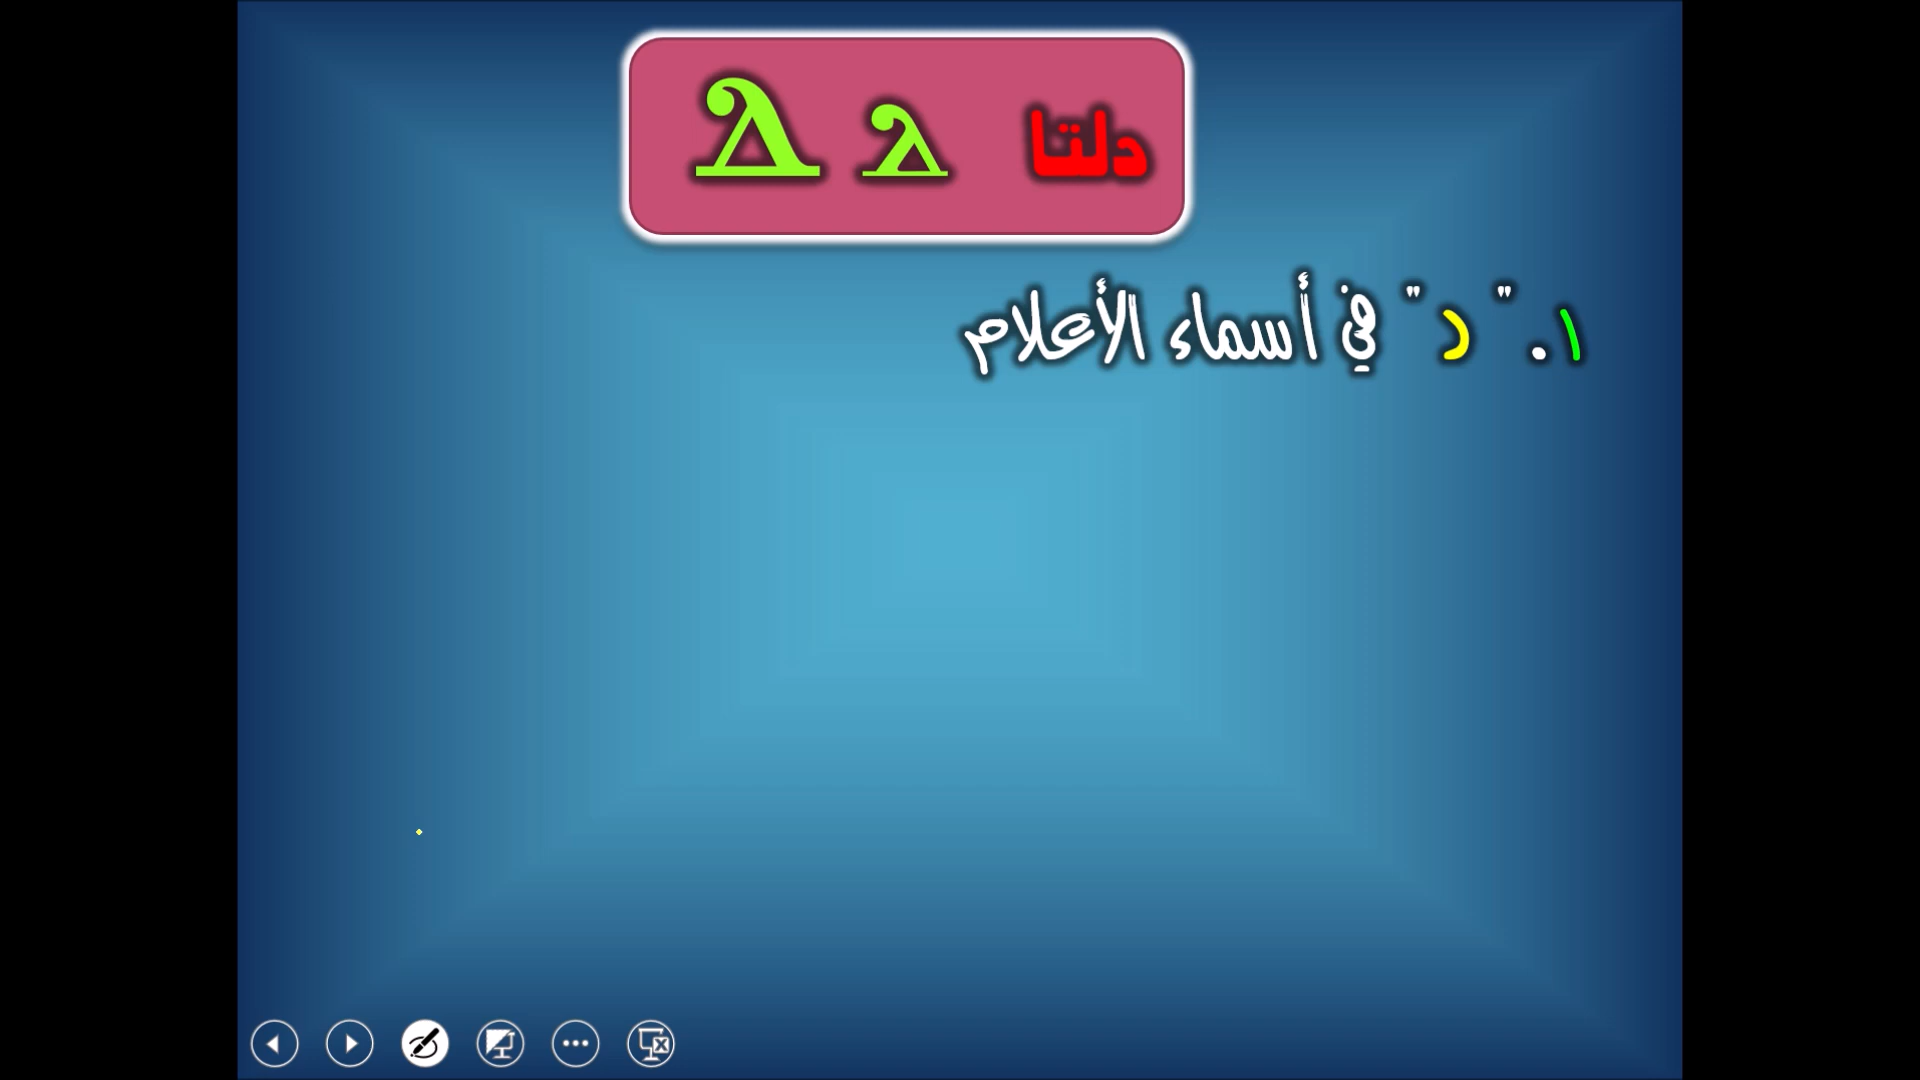 Ⲇ ⲇ دلتا
١. "د" في أسماء الأعلام